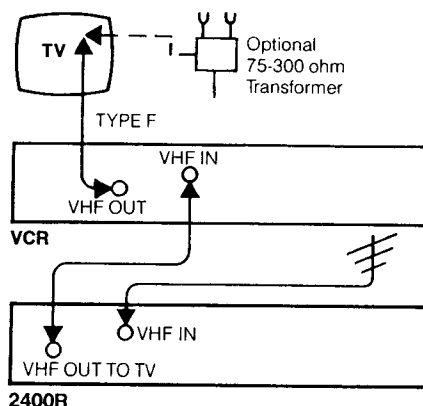 TV
Optional
75-300 ohm
Transformer
TYPE F
VHF IN
VHF OUT
VCR
VHF IN
VHF OUT TO TV
2400R